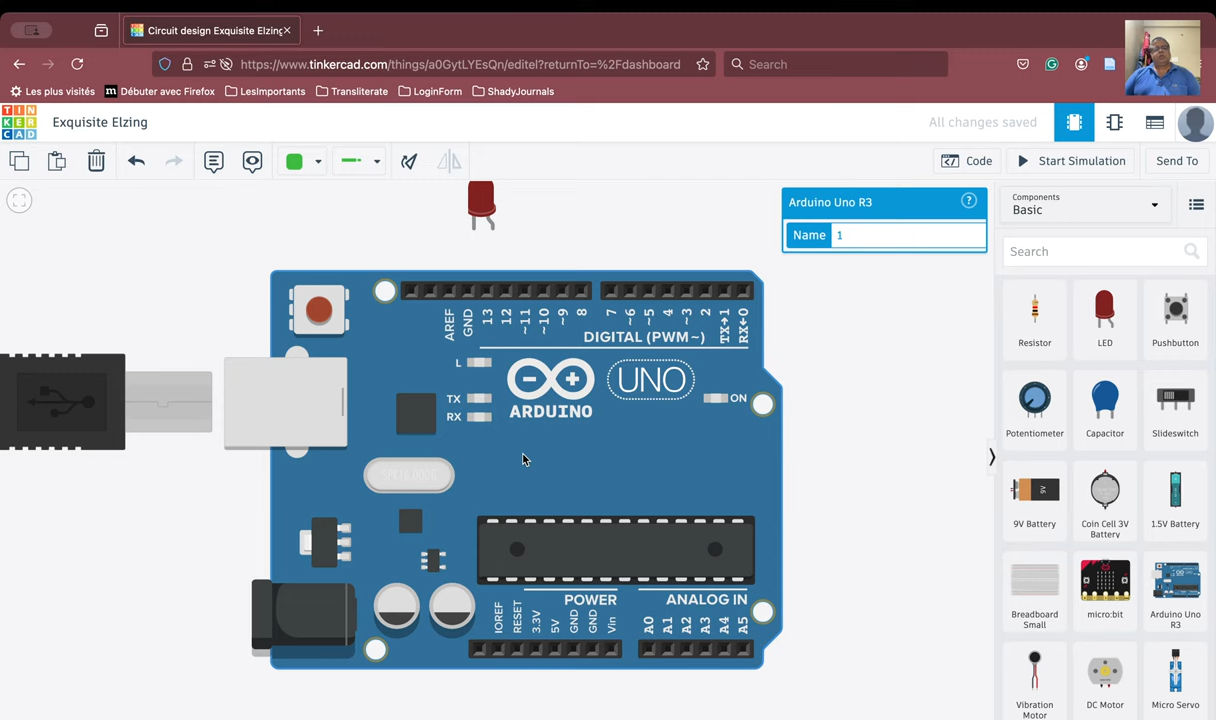 Circuit design Exquisite Elzing
https://www.tinkercad.com/things/a0GytLYEsQn/editel?returnTo=%2Fdashboard
Search
Les plus visités
Débuter avec Firefox
LesImportants
Transliterate
LoginForm
ShadyJournals
TIN
KER
CAD
Exquisite Elzing
All changes saved
Code
Start Simulation
Send To
Arduino Uno R3
?
Name 1
Components
Basic
Search
Resistor
LED
Pushbutton
Potentiometer
Capacitor
Slideswitch
9V
9V Battery
Coin Cell 3V Battery
1.5V Battery
Breadboard Small
micro:bit
Arduino Uno R3
Vibration Motor
DC Motor
Micro Servo
AREF
GND
13
12
~11
~10
~9
8
7
~6
~5
4
~3
2
TX→1
RX←0
DIGITAL (PWM~)
L
TX
RX
ARDUINO
UNO
ON
POWER
ANALOG IN
IOREF
RESET
3.3V
5V
GND
GND
Vin
A0
A1
A2
A3
A4
A5